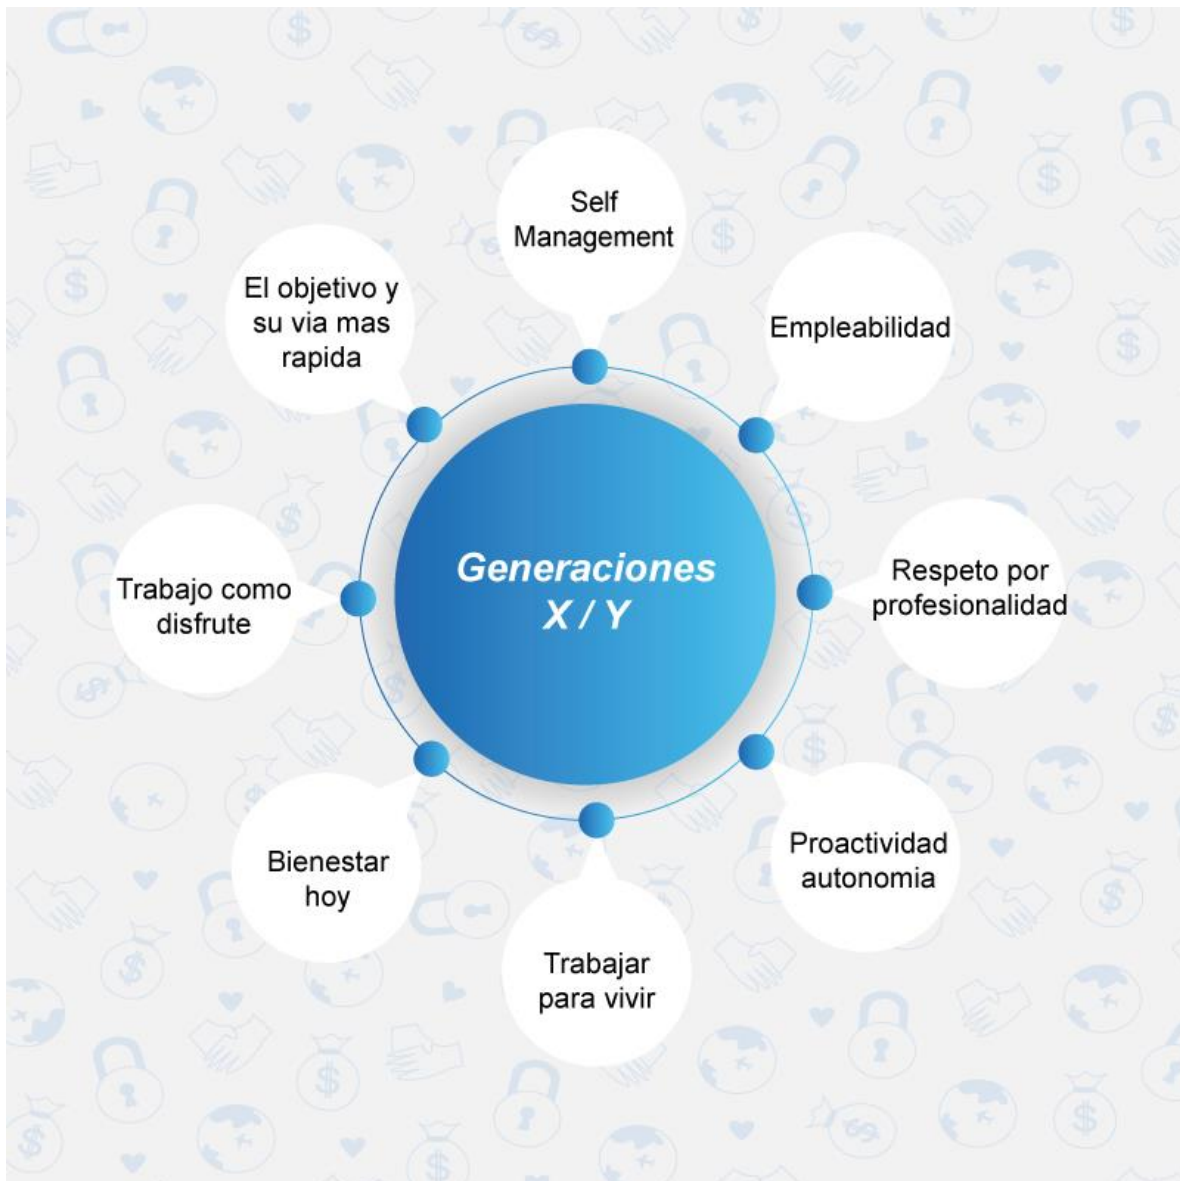 Self
Management
El objetivo y
su via mas
rapida
Empleabilidad
Generaciones
X / Y
Respeto por
profesionalidad
Trabajo como
disfrute
Proactividad
autonomia
Bienestar
hoy
Trabajar
para vivir